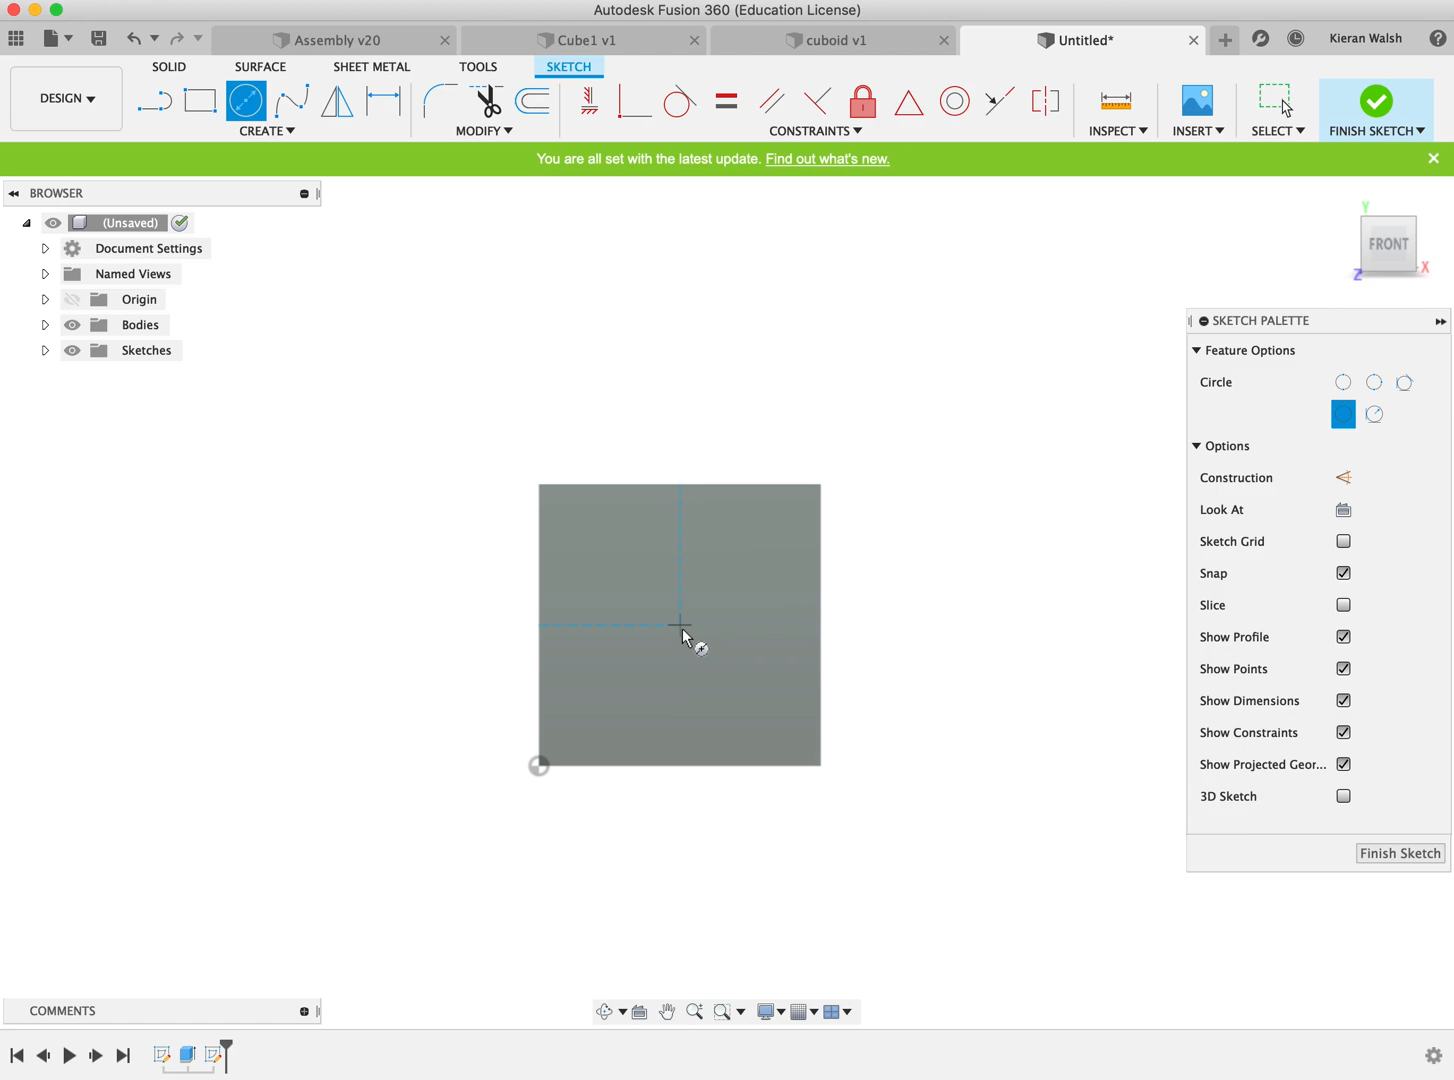 Autodesk Fusion 360 (Education License)
Assembly v20
Cube1 v1
cuboid v1
Untitled*
Kieran Walsh
SOLID SURFACE SHEET METAL TOOLS SKETCH
DESIGN
CREATE MODIFY CONSTRAINTS INSPECT INSERT SELECT FINISH SKETCH
You are all set with the latest update. Find out what's new.
BROWSER
(Unsaved)
Document Settings
Named Views
Origin
Bodies
Sketches
Y
FRONT
Z
X
SKETCH PALETTE
Feature Options
Circle
Options
Construction
Look At
Sketch Grid
Snap
Slice
Show Profile
Show Points
Show Dimensions
Show Constraints
Show Projected Geor...
3D Sketch
Finish Sketch
COMMENTS